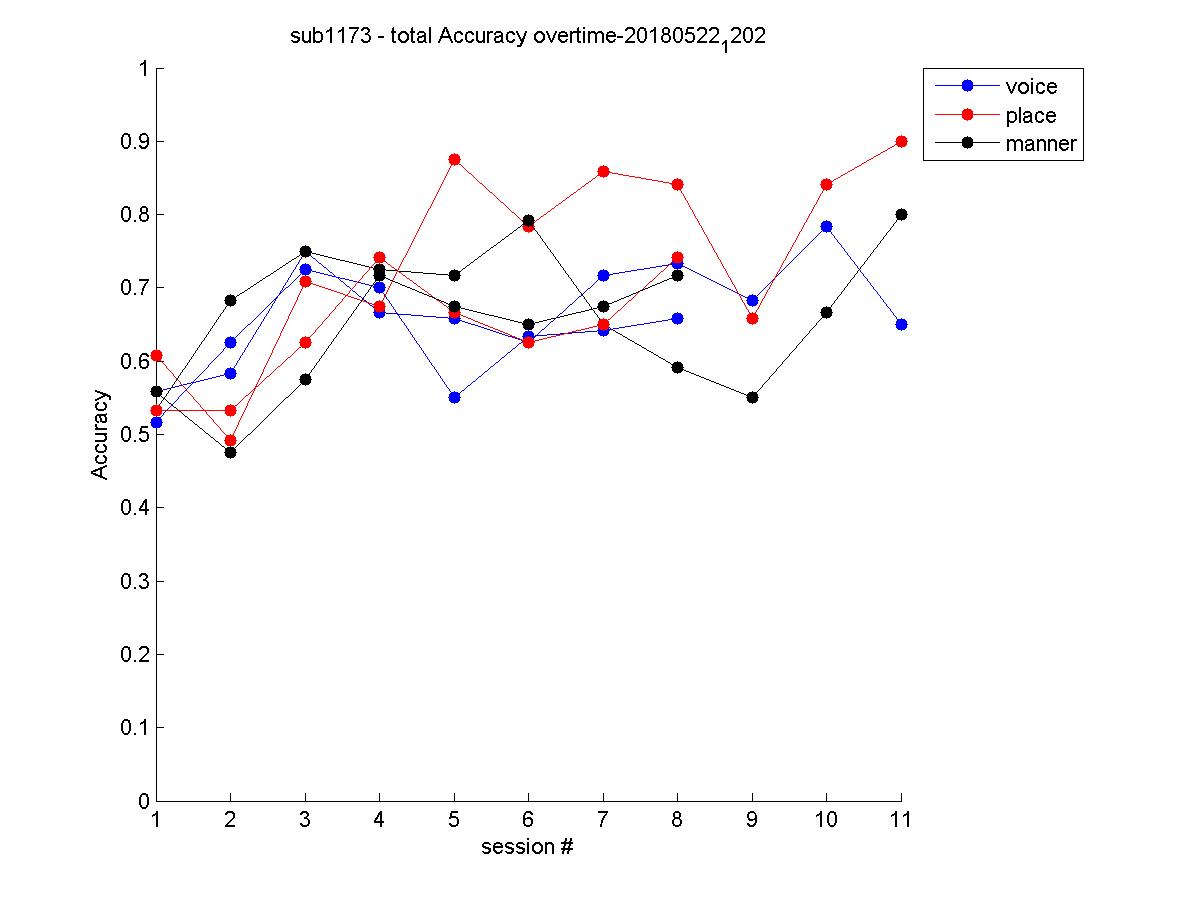 sub1173 - total Accuracy overtime-20180522₁202
voice
place
manner
1
0.9
0.8
0.7
0.6
0.5
0.4
0.3
0.2
0.1
0
Accuracy
1 2 3 4 5 6 7 8 9 10 11
session #